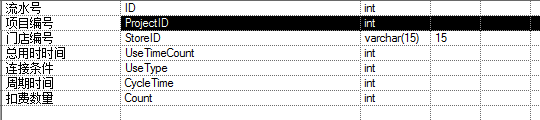 流水号 ID int
项目编号 ProjectID int
门店编号 StoreID varchar(15) 15
总用时时间 UseTimeCount int
连接条件 UseType int
周期时间 CycleTime int
扣费数量 Count int